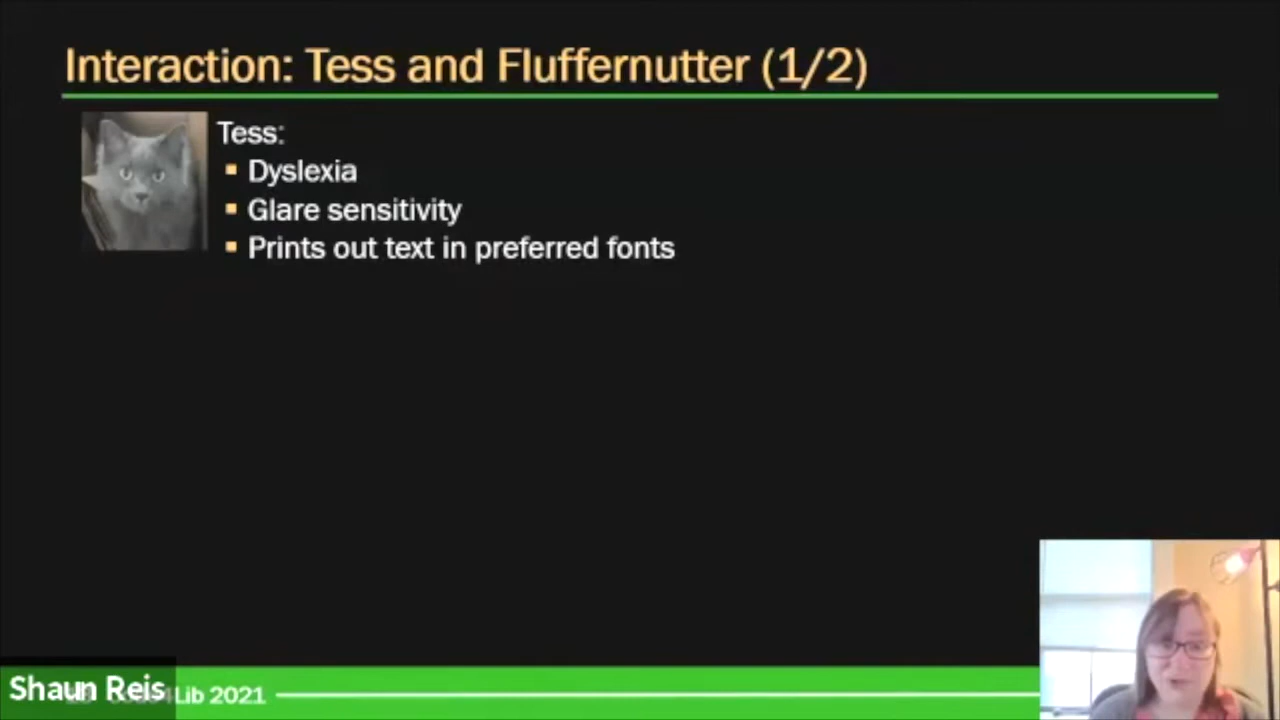 Interaction: Tess and Fluffernutter (1/2)
Tess:
▪ Dyslexia
▪ Glare sensitivity
▪ Prints out text in preferred fonts
Shaun Reis
4Lib 2021